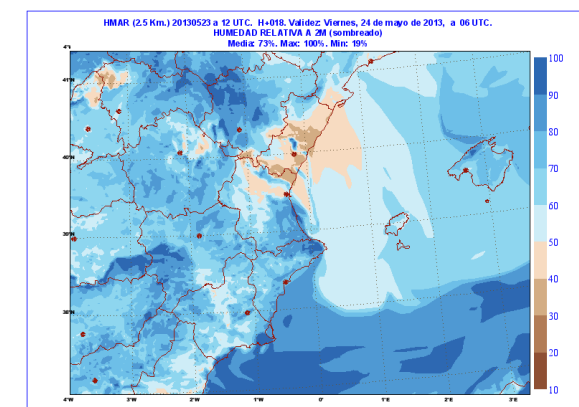 HMAR (2.5 Km.) 20130523 a 12 UTC. H+018. Validez: Viernes, 24 de mayo de 2013, a 06 UTC.
HUMEDAD RELATIVA A 2M (sombreado)
Media: 73%. Max: 100%. Min: 19%
4°I
41°N
40°N
39°N
38°N
4°W
3°W
2°W
1°W
0°
1°E
2°E
3°E
100
90
80
70
60
50
40
30
20
10